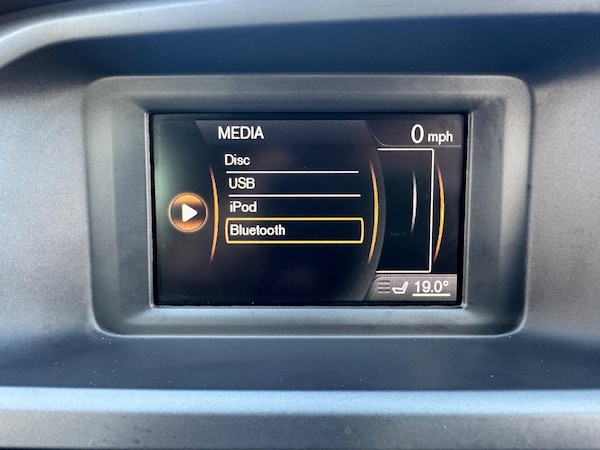 MEDIA
0 mph
Disc
USB
iPod
Bluetooth
19.0°